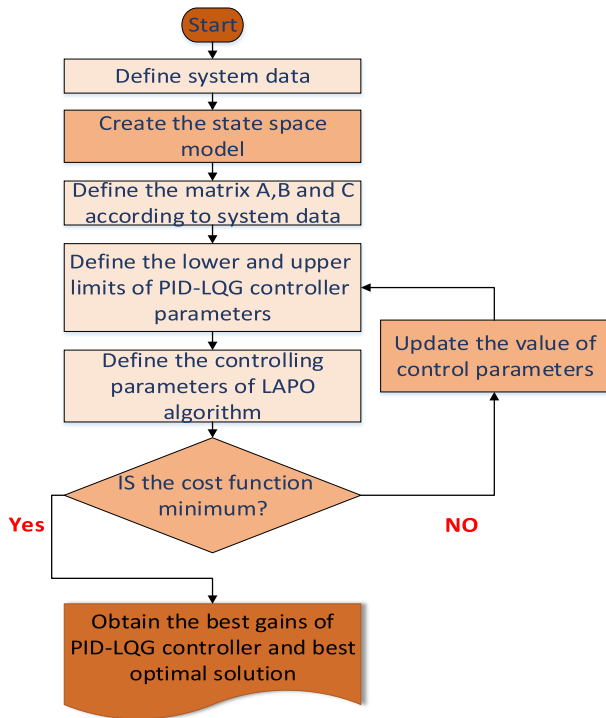 Start
Define system data
Create the state space
model
Define the matrix A,B and C
according to system data
Define the lower and upper
limits of PID-LQG controller
parameters
Update the value of
control parameters
Define the controlling
parameters of LAPO
algorithm
IS the cost function
minimum?
Yes
NO
Obtain the best gains of
PID-LQG controller and best
optimal solution